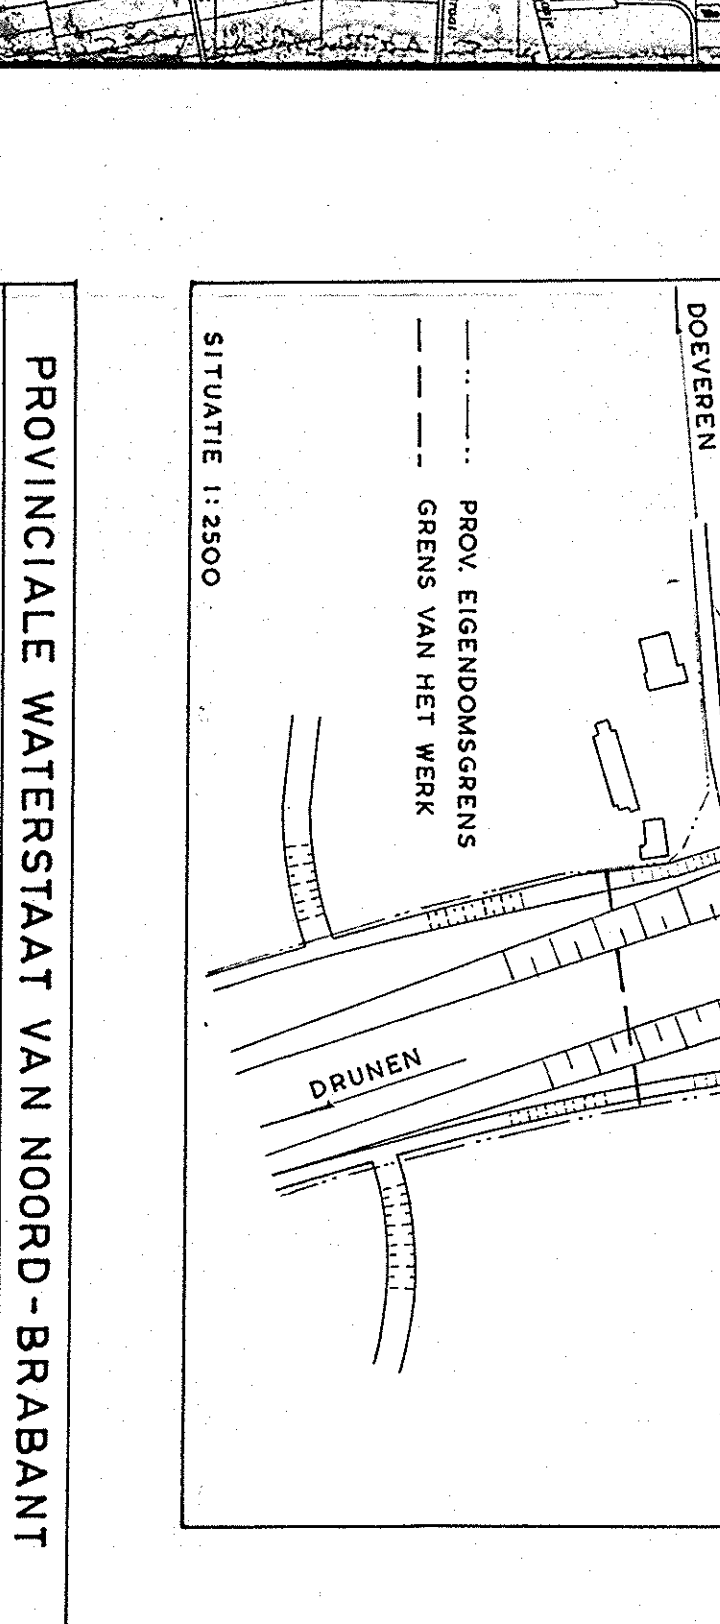 DOEVEREN
PROV. EIGENDOMSGRENS
GRENS VAN HET WERK
SITUATIE 1:2500
DRUNEN
PROVINCIALE WATERSTAAT VAN NOORD-BRABANT